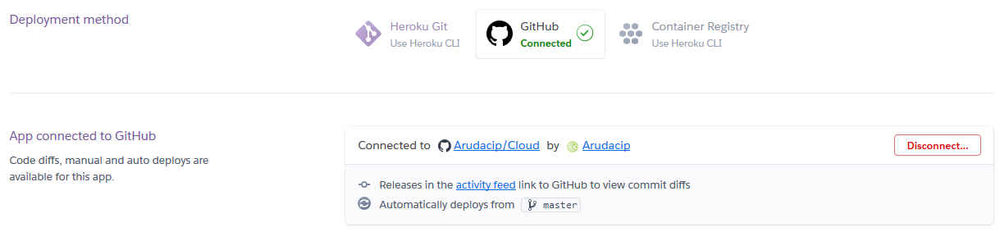 Deployment method
Heroku Git
Use Heroku CLI
GitHub
Connected
Container Registry
Use Heroku CLI
App connected to GitHub
Code diffs, manual and auto deploys are
available for this app.
Connected to Arudacip/Cloud by Arudacip
Disconnect...
Releases in the activity feed link to GitHub to view commit diffs
Automatically deploys from master